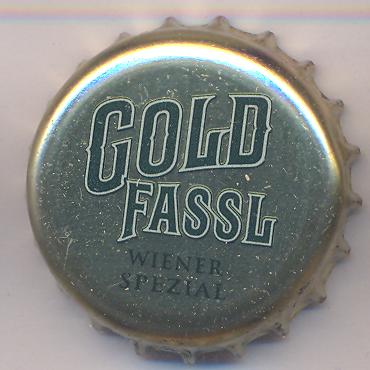 GOLD
FASSL
WIENER
SPEZIAL